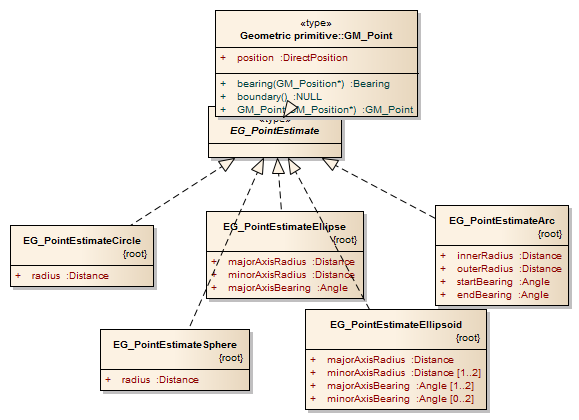 «type»
Geometric primitive::GM_Point
+ position :DirectPosition
+ bearing(GM_Position*) :Bearing
+ boundary() :NULL
+ GM_Point(GM_Position*) :GM_Point
«type»
EG_PointEstimate
EG_PointEstimateCircle
{root}
+ radius :Distance
EG_PointEstimateEllipse
{root}
+ majorAxisRadius :Distance
+ minorAxisRadius :Distance
+ majorAxisBearing :Angle
EG_PointEstimateArc
{root}
+ innerRadius :Distance
+ outerRadius :Distance
+ startBearing :Angle
+ endBearing :Angle
EG_PointEstimateSphere
{root}
+ radius :Distance
EG_PointEstimateEllipsoid
{root}
+ majorAxisRadius :Distance
+ minorAxisRadius :Distance [1..2]
+ majorAxisBearing :Angle [1..2]
+ minorAxisBearing :Angle [0..2]